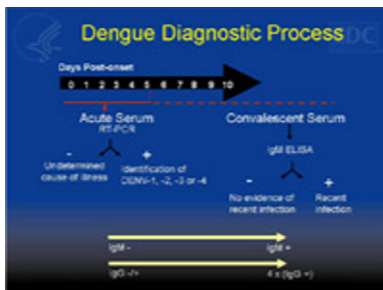 Dengue Diagnostic Process
Days Post-onset
0 1 2 3 4 5 6 7 8 9 10
Acute Serum
RT-PCR
Convalescent Serum
IgM ELISA
- +
Undetermined
cause of illness
Identification of
DENV-1, -2, -3 or -4
- +
No evidence of
recent infection
Recent
infection
IgM - IgM +
IgG -/+ 4 x (IgG +)